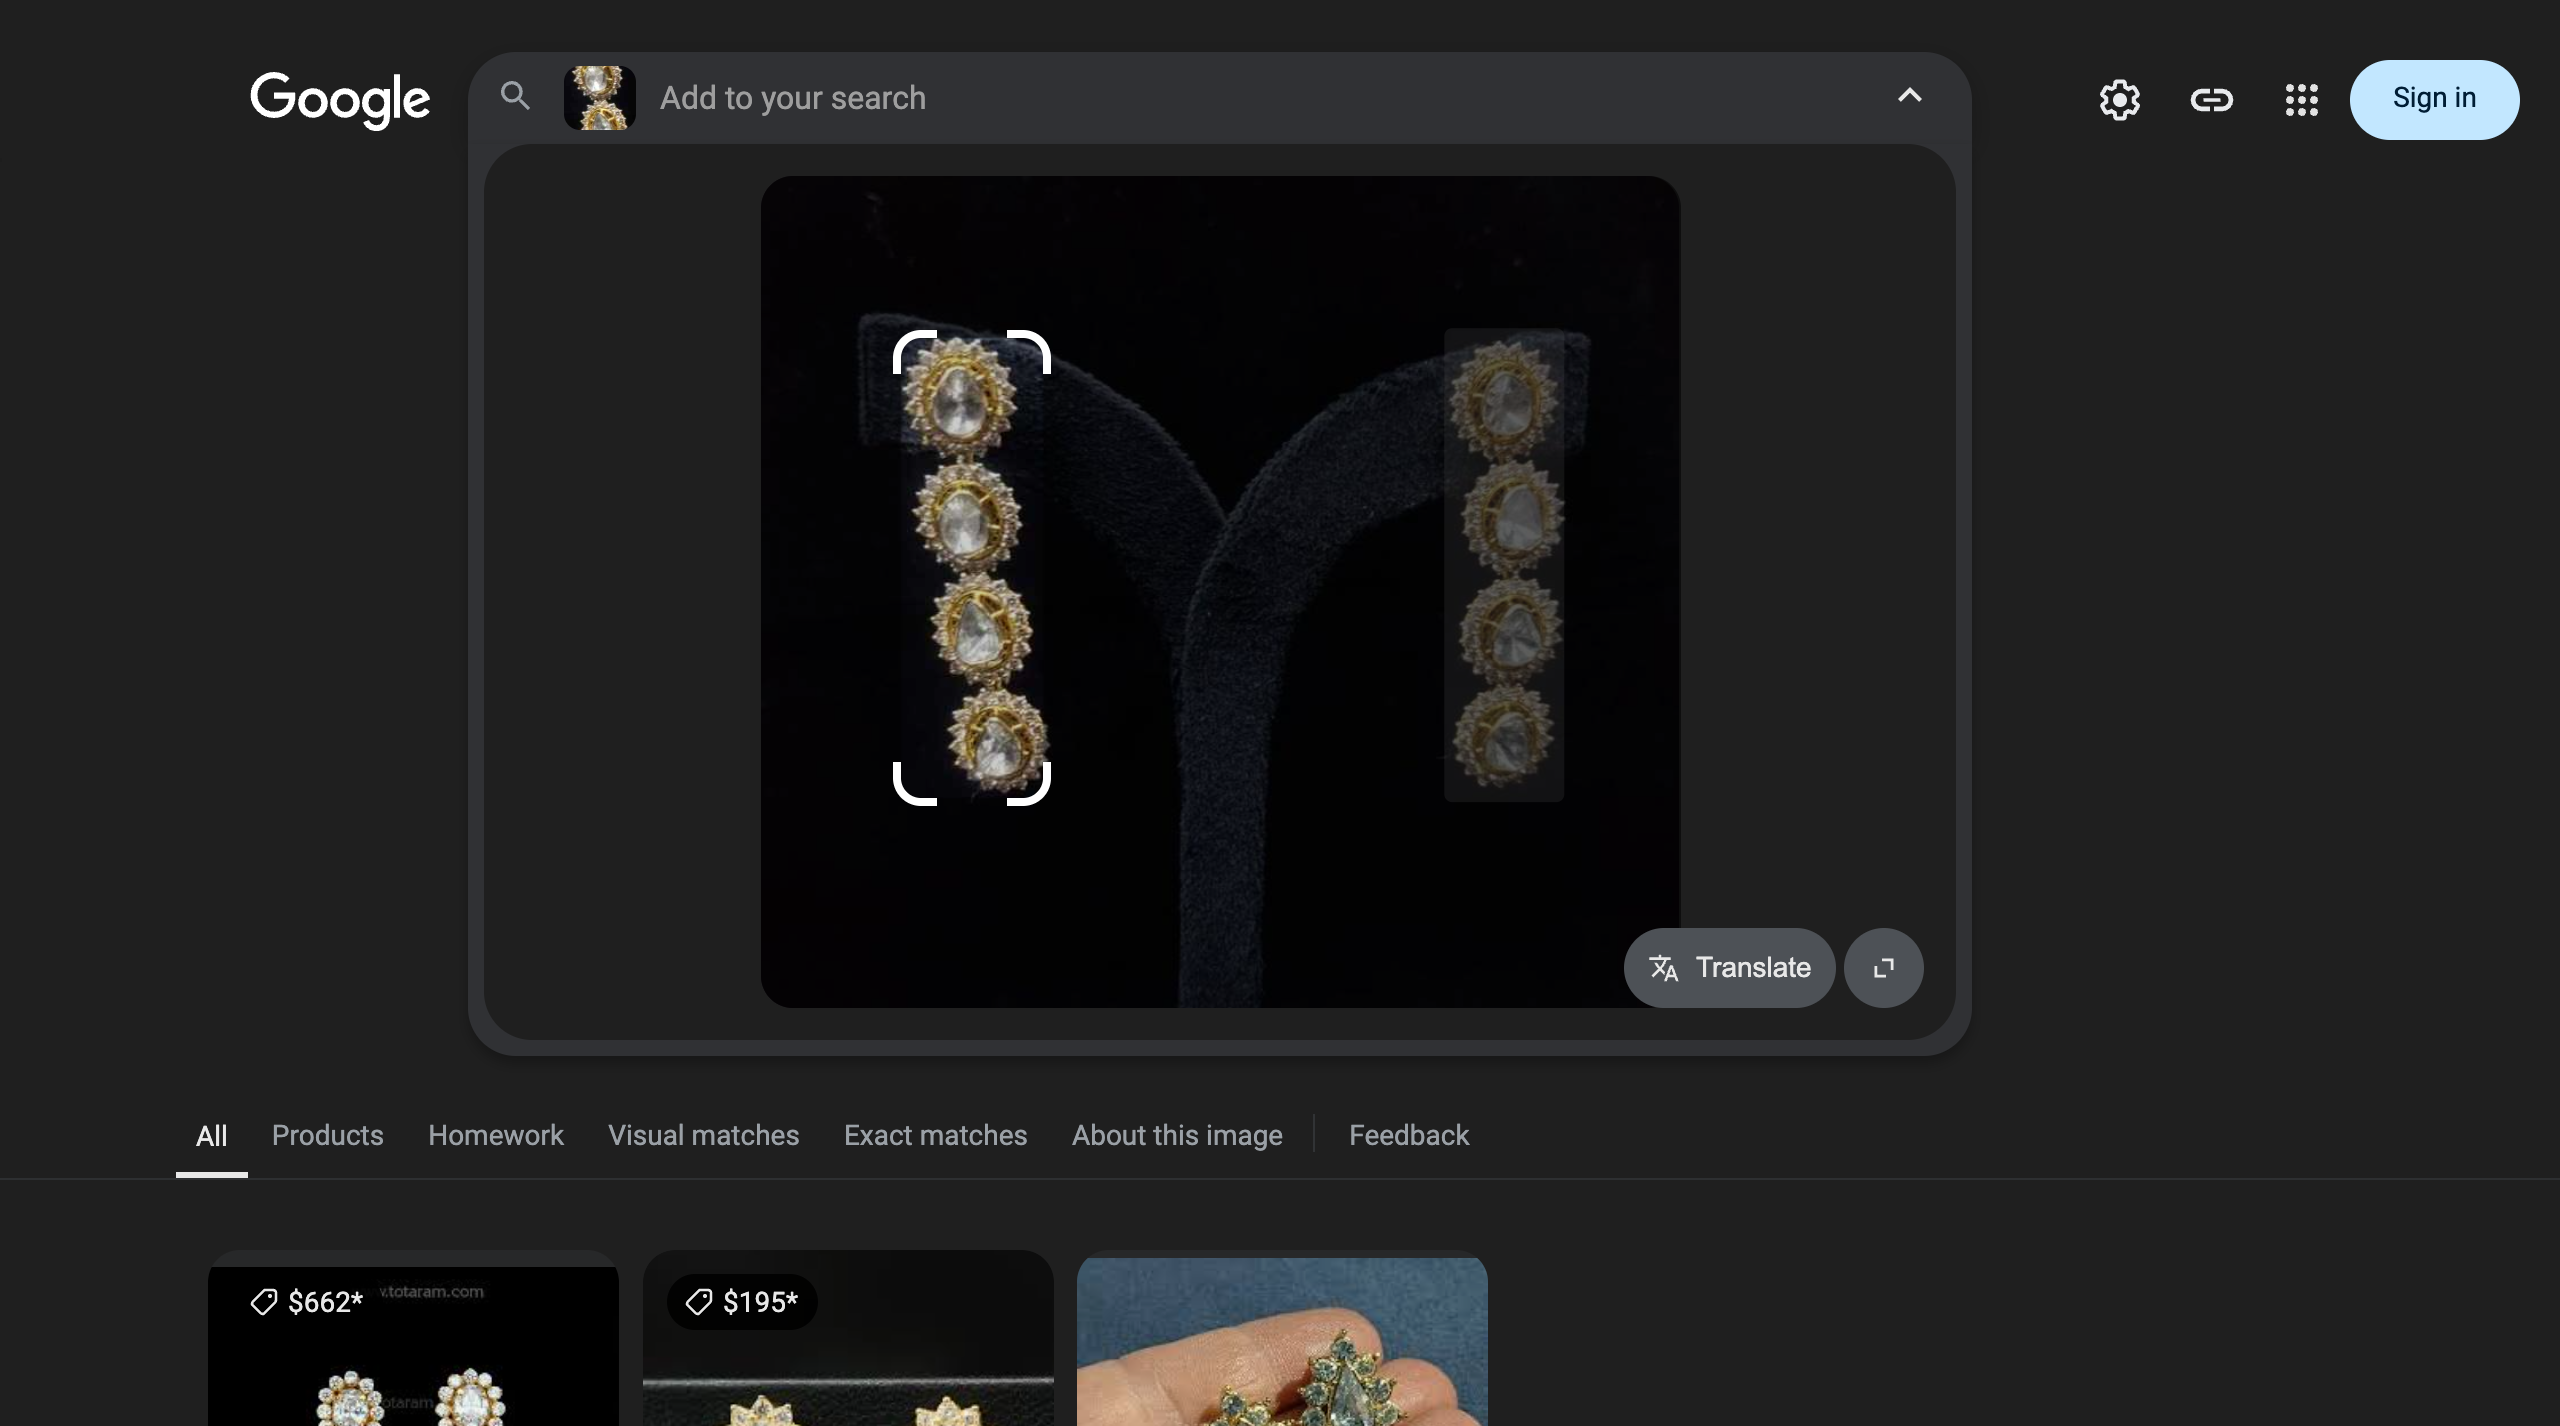 Google
Add to your search
Sign in
Translate
All
Products
Homework
Visual matches
Exact matches
About this image
Feedback
$662*
v.totaram.com
$195*
otaram